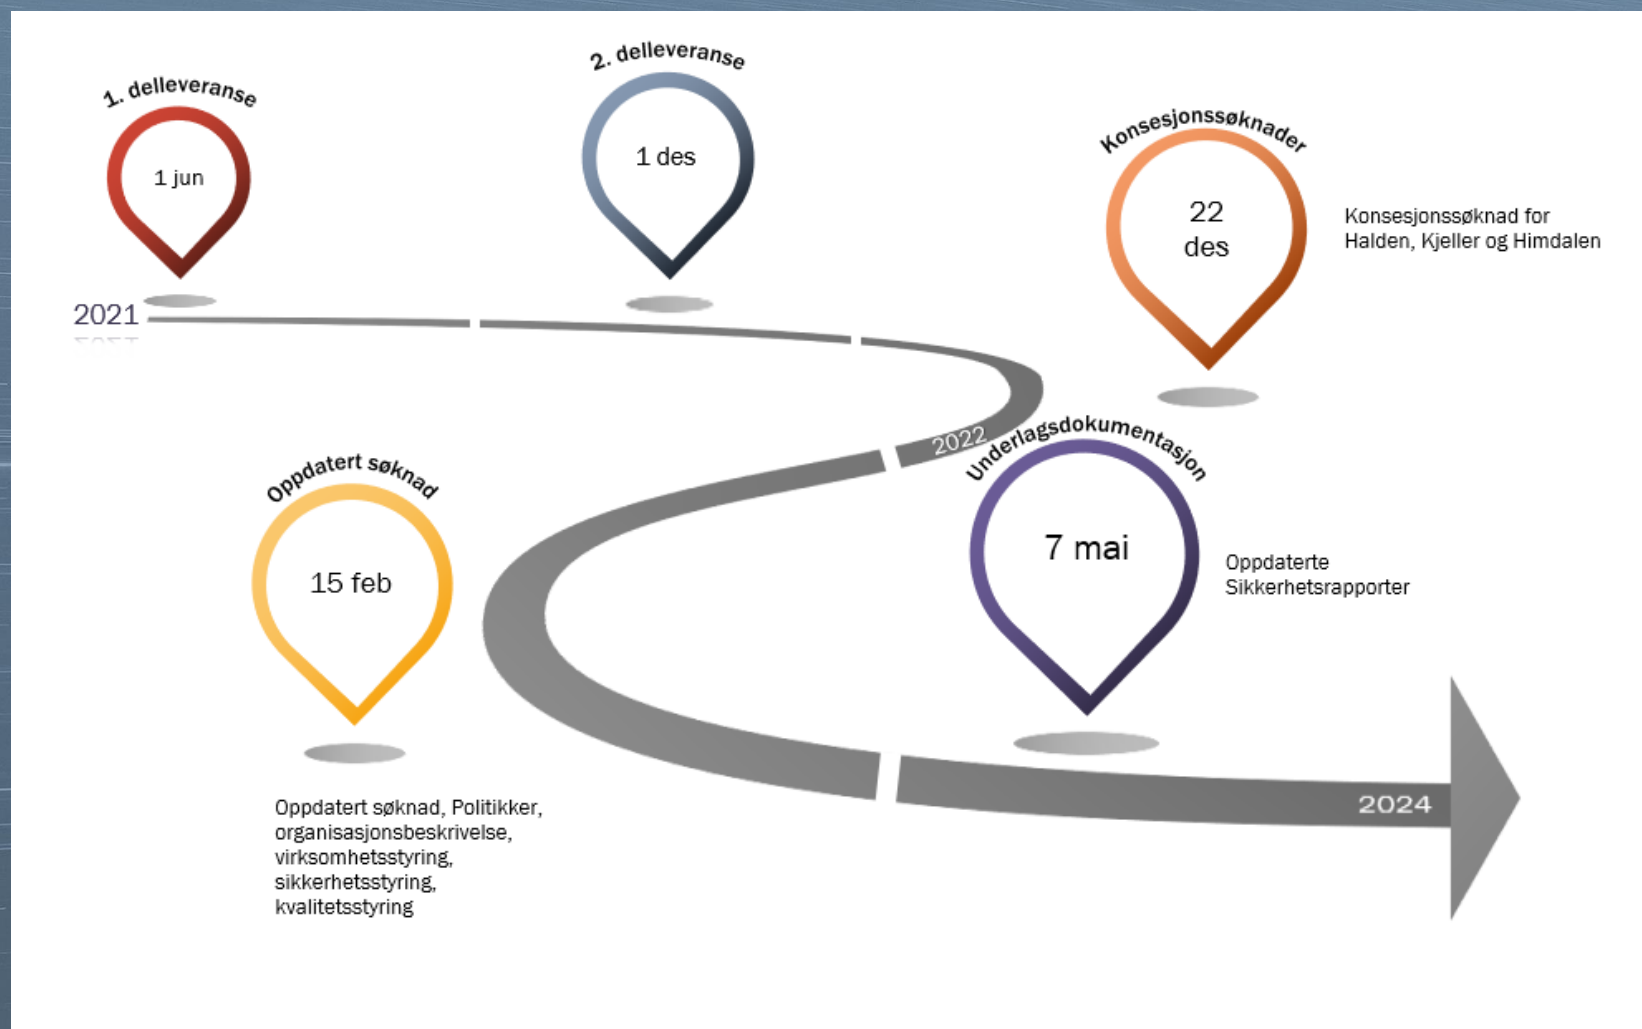 1. delleveranse
1 jun
2. delleveranse
1 des
Konsesjonssøknader
22
des
Konsesjonssøknad for
Halden, Kjeller og Himdalen
2021
2022
Underlagsdokumentasjon
7 mai
Oppdaterte
Sikkerhetsrapporter
Oppdatert søknad
15 feb
Oppdatert søknad, Politikker,
organisasjonsbeskrivelse,
virksomhetsstyring,
sikkerhetsstyring,
kvalitetsstyring
2024